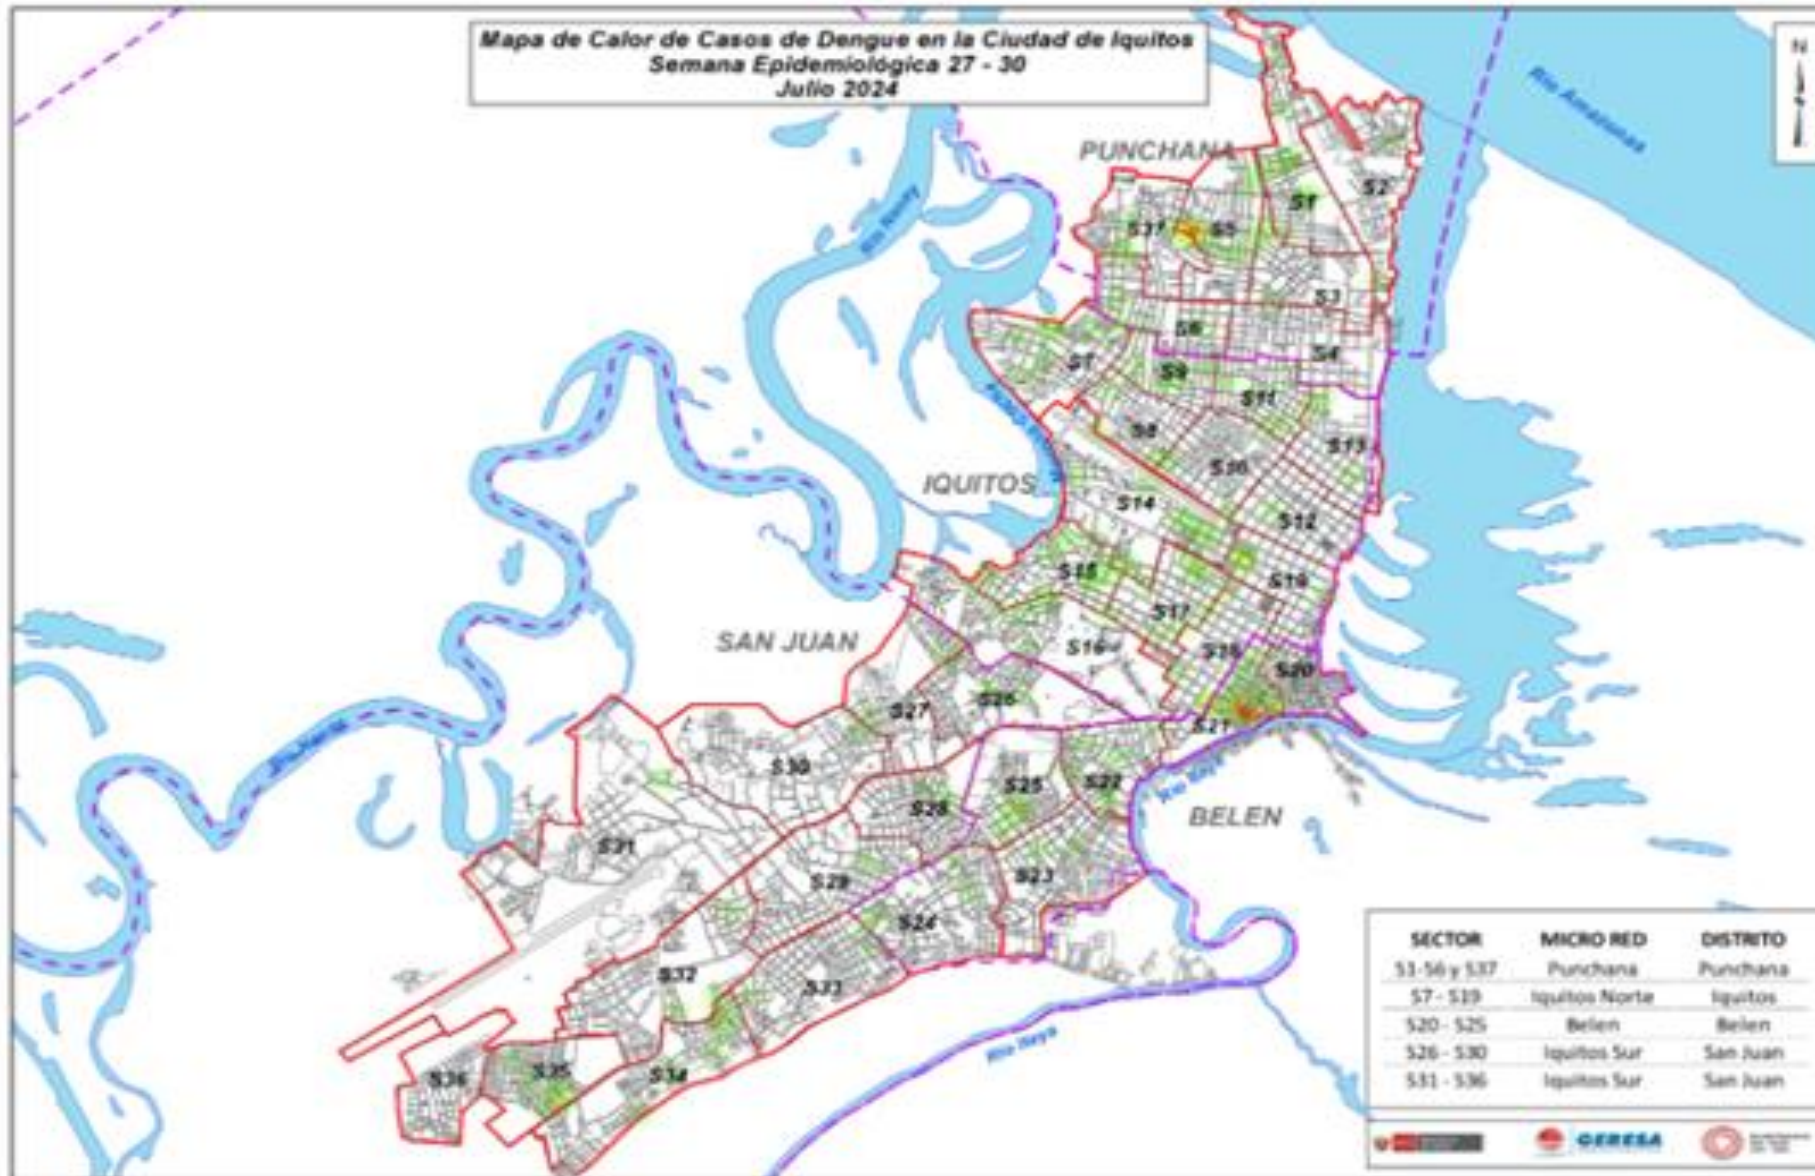 Mapa de Calor de Casos de Dengue en la Ciudad de Iquitos
Semana Epidemiológica 27 - 30
Julio 2024
N
Rio Amazonas
PUNCHANA
S2
S1
Rio Nanay
S37
S5
S3
S6
S4
S7
S9
S11
S8
S13
S10
IQUITOS
S14
S12
S15
S19
S17
SAN JUAN
S16
S18
S20
S26
S27
S21
S30
S25
S22
Rio Itaya
S28
BELEN
S31
S29
S23
S24
S32
S33
Rio Itaya
S36
S35
S34
SECTOR MICRO RED DISTRITO
S1-S6 y S37 Punchana Punchana
S7 - S19 Iquitos Norte Iquitos
S20 - S25 Belen Belen
S26 - S30 Iquitos Sur San Juan
S31 - S36 Iquitos Sur San Juan
GERESA